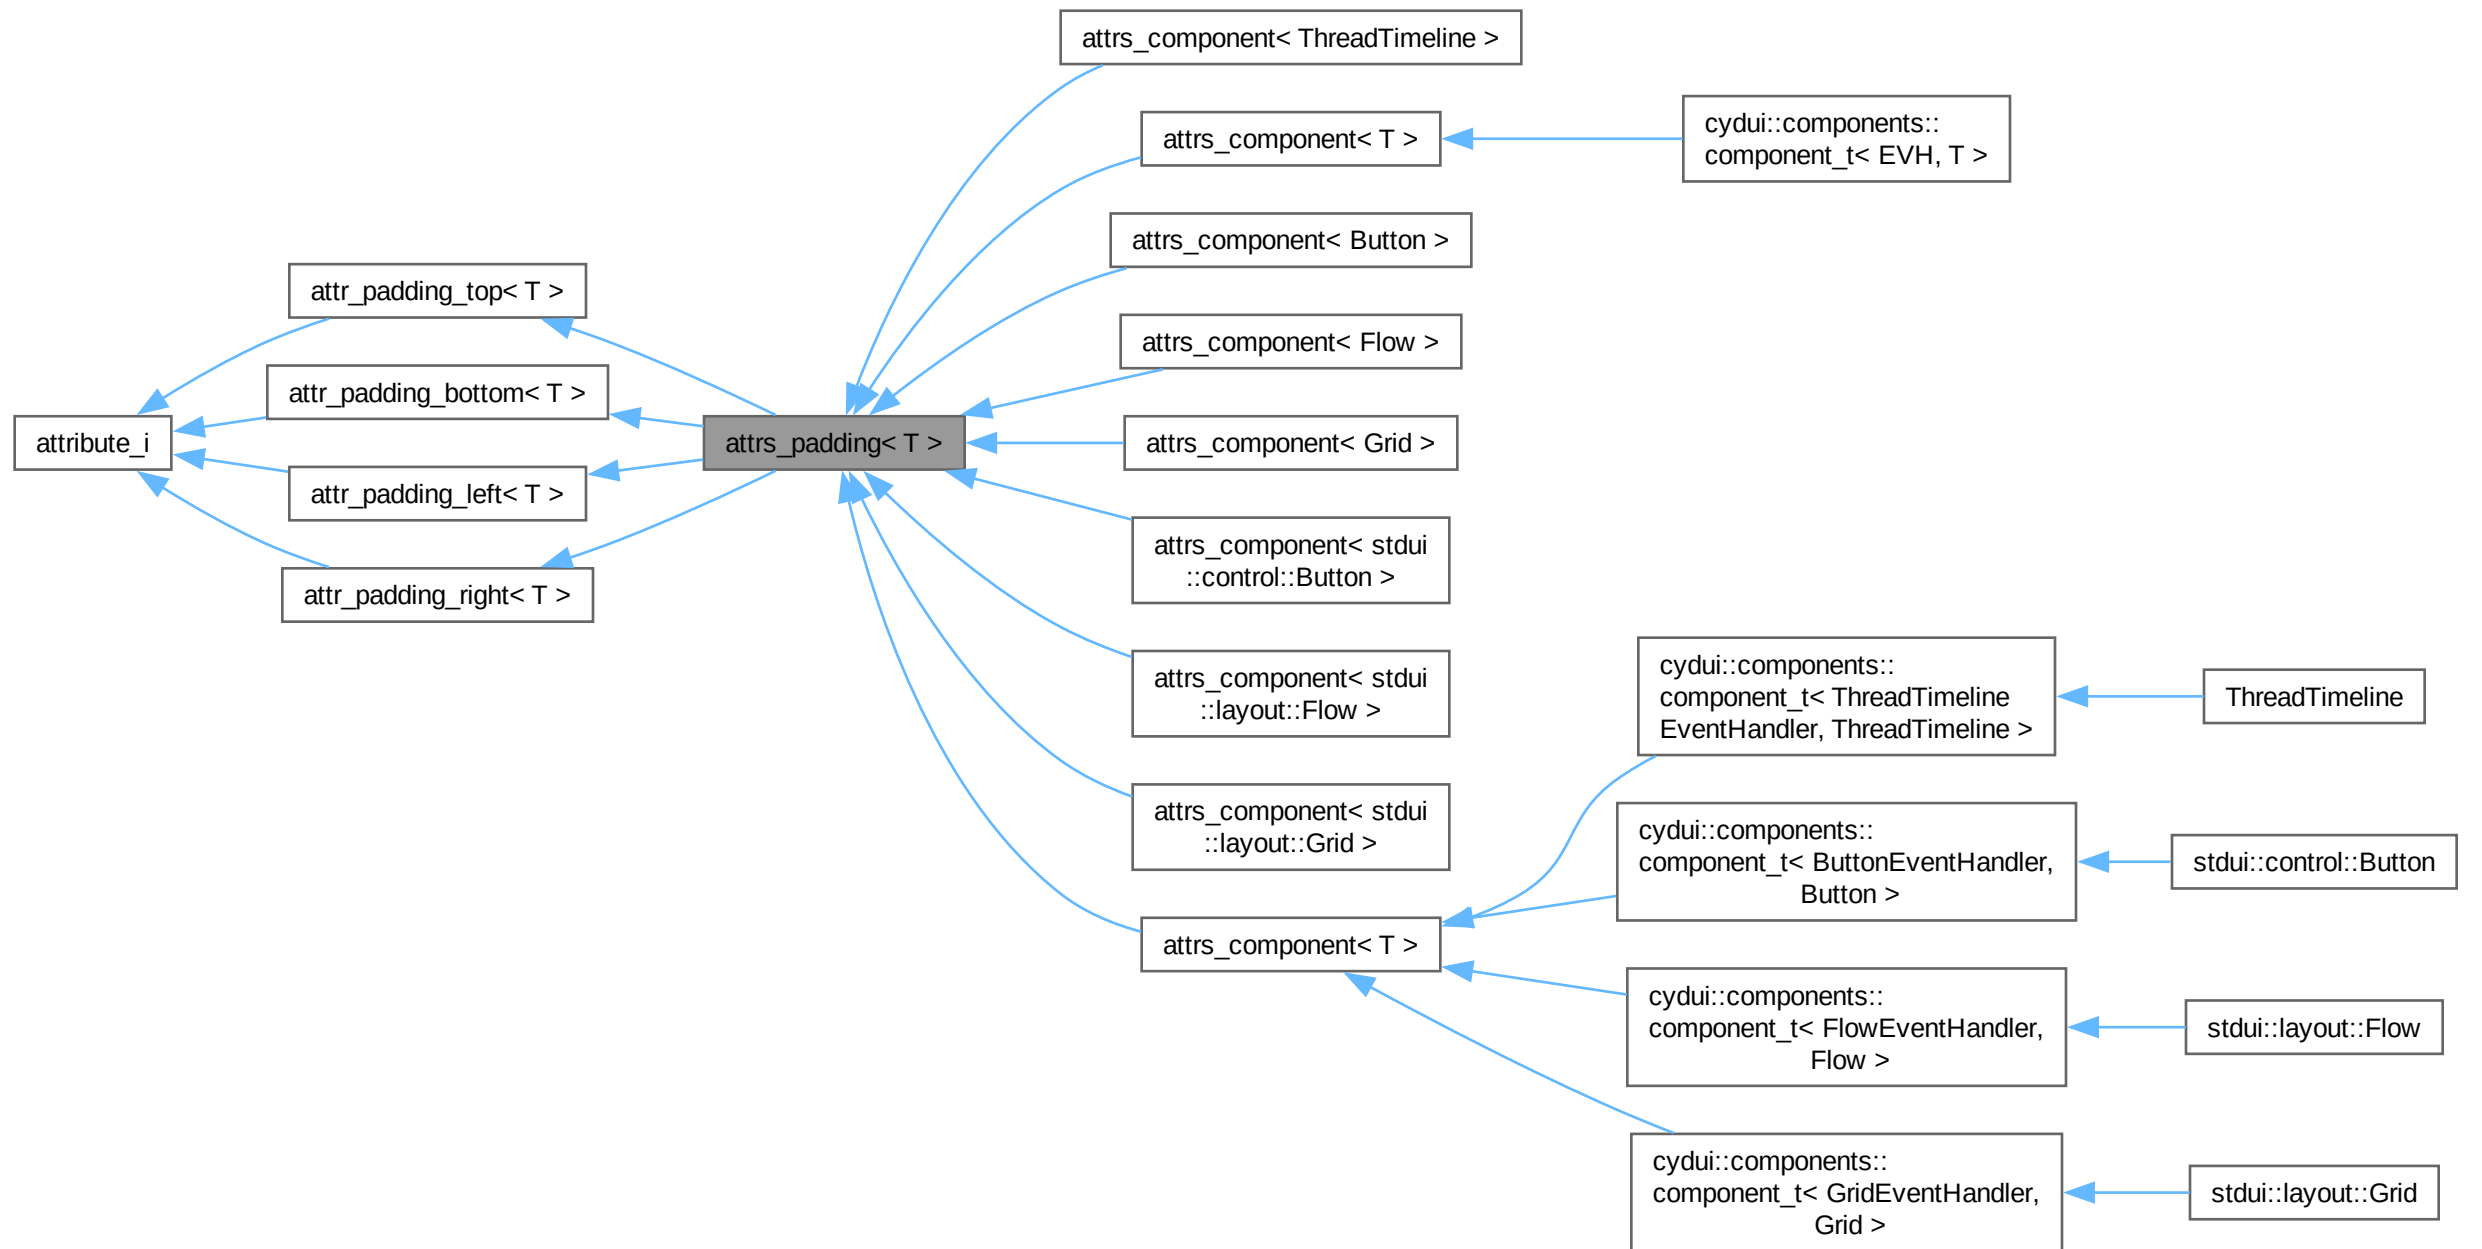 attribute_i
attr_padding_top< T >
attr_padding_bottom< T >
attr_padding_left< T >
attr_padding_right< T >
attrs_padding< T >
attrs_component< ThreadTimeline >
attrs_component< T >
attrs_component< Button >
attrs_component< Flow >
attrs_component< Grid >
attrs_component< stdui
::control::Button >
attrs_component< stdui
::layout::Flow >
attrs_component< stdui
::layout::Grid >
attrs_component< T >
cydui::components::
component_t< EVH, T >
cydui::components::
component_t< ThreadTimeline
EventHandler, ThreadTimeline >
cydui::components::
component_t< ButtonEventHandler,
Button >
cydui::components::
component_t< FlowEventHandler,
Flow >
cydui::components::
component_t< GridEventHandler,
Grid >
ThreadTimeline
stdui::control::Button
stdui::layout::Flow
stdui::layout::Grid